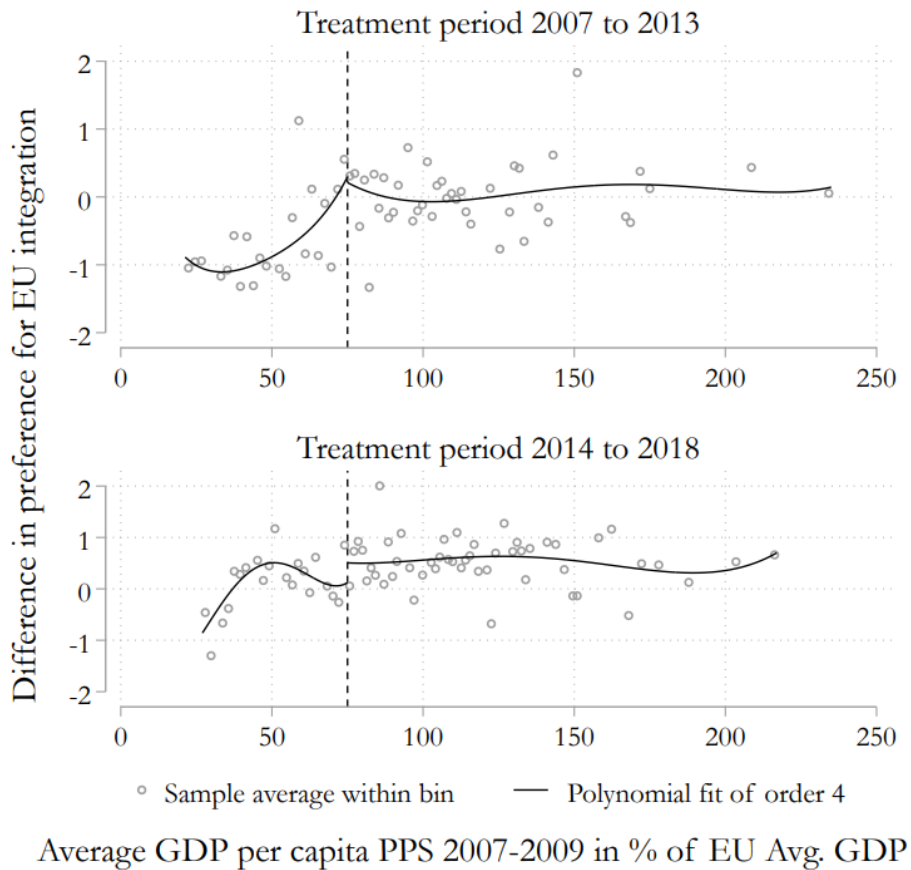 Treatment period 2007 to 2013
2
1
0
-1
-2
0 50 100 150 200 250
Difference in preference for EU integration
Treatment period 2014 to 2018
2
1
0
-1
-2
0 50 100 150 200 250
Sample average within bin Polynomial fit of order 4
Average GDP per capita PPS 2007-2009 in % of EU Avg. GDP